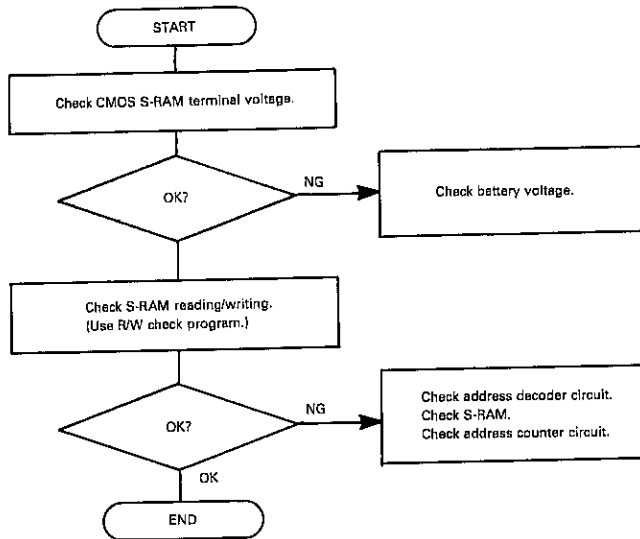 START
Check CMOS S-RAM terminal voltage.
OK?
NG
Check battery voltage.
Check S-RAM reading/writing.
(Use R/W check program.)
OK?
NG
Check address decoder circuit.
Check S-RAM.
Check address counter circuit.
OK
END